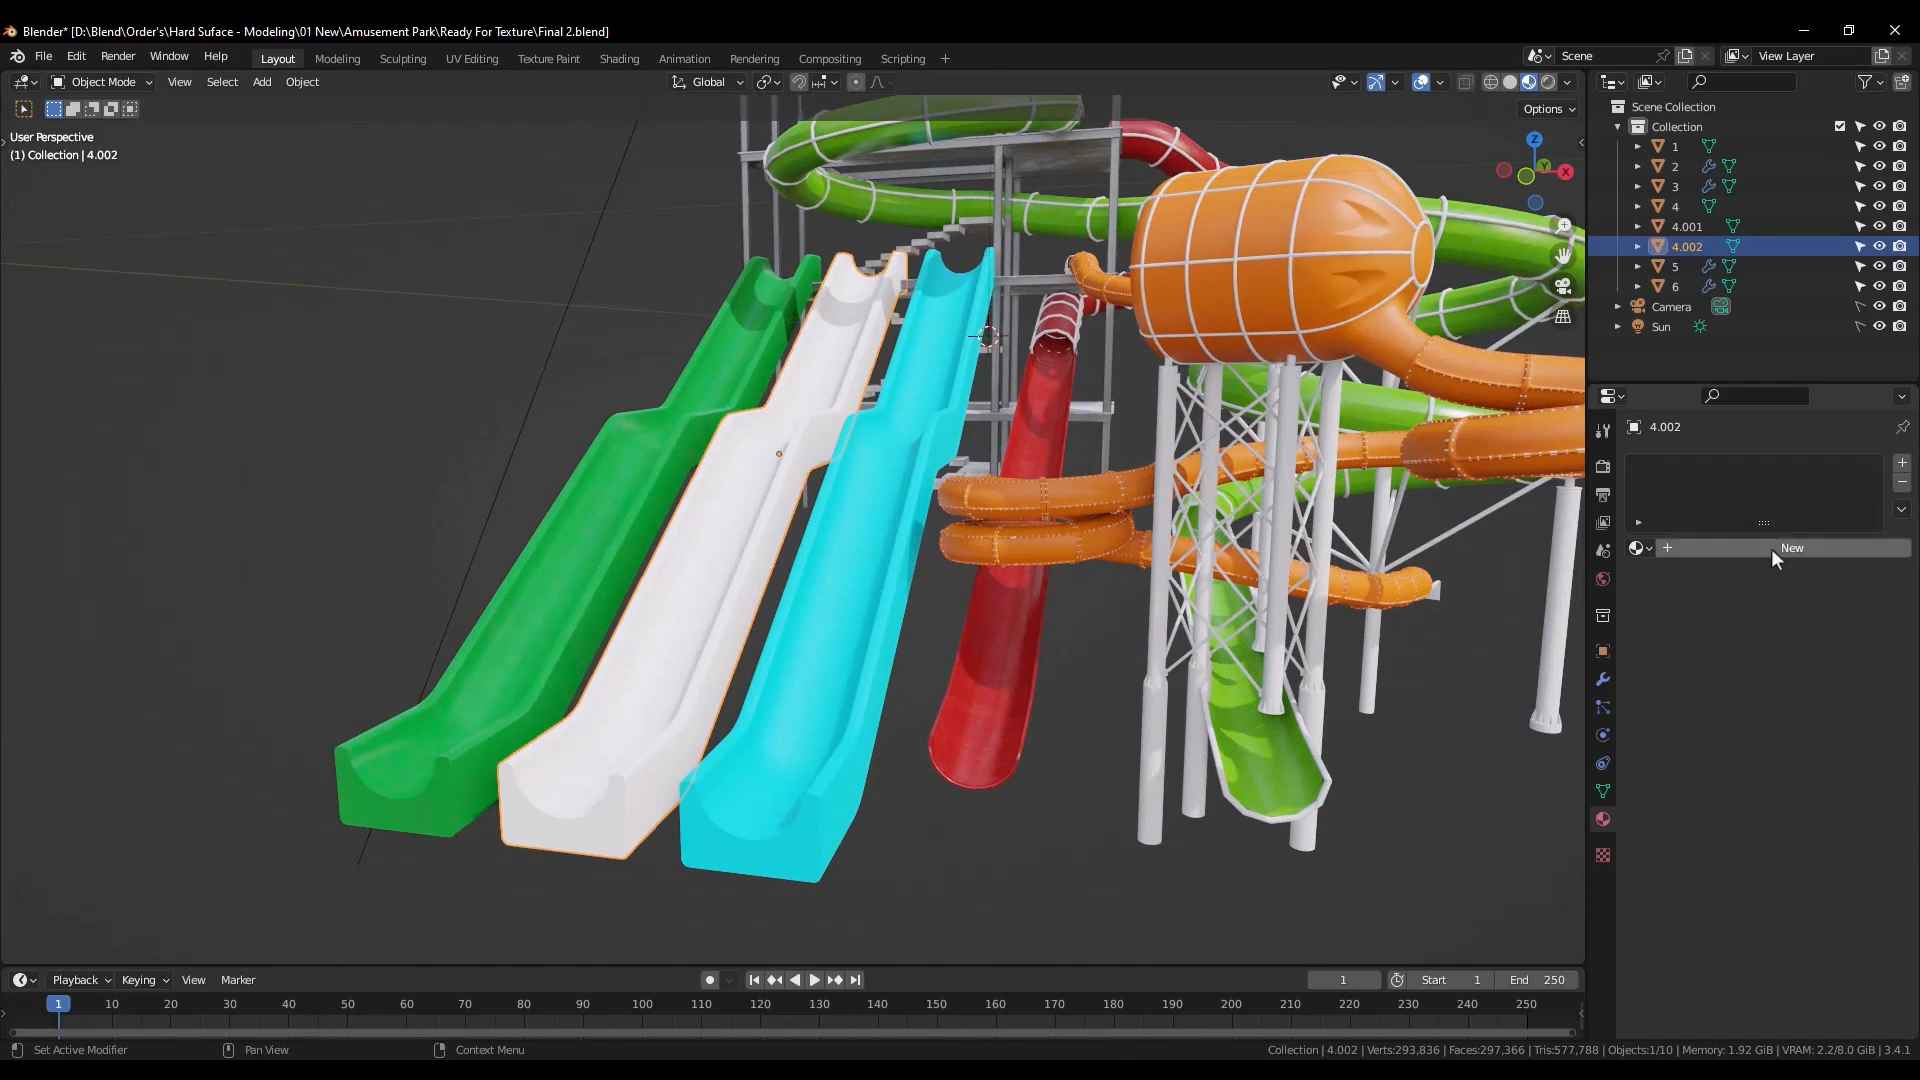 Blender* [D:\Blend\Order's\Hard Suface - Modeling\01 New\Amusement Park\Ready For Texture\Final 2.blend]
File Edit Render Window Help Layout Modeling Sculpting UV Editing Texture Paint Shading Animation Rendering Compositing Scripting + Scene View Layer
Object Mode View Select Add Object Global
Options
User Perspective
(1) Collection | 4.002
Z
Y
X
Scene Collection
Collection
1
2
3
4
4.001
4.002
5
6
Camera
Sun
4.002
New
Playback Keying View Marker 1 Start 1 End 250
1 10 20 30 40 50 60 70 80 90 100 110 120 130 140 150 160 170 180 190 200 210 220 230 240 250
Set Active Modifier Pan View Context Menu Collection | 4.002 | Verts:293,836 | Faces:297,366 | Tris:577,788 | Objects:1/10 | Memory: 1.92 GiB | VRAM: 2.2/8.0 GiB | 3.4.1